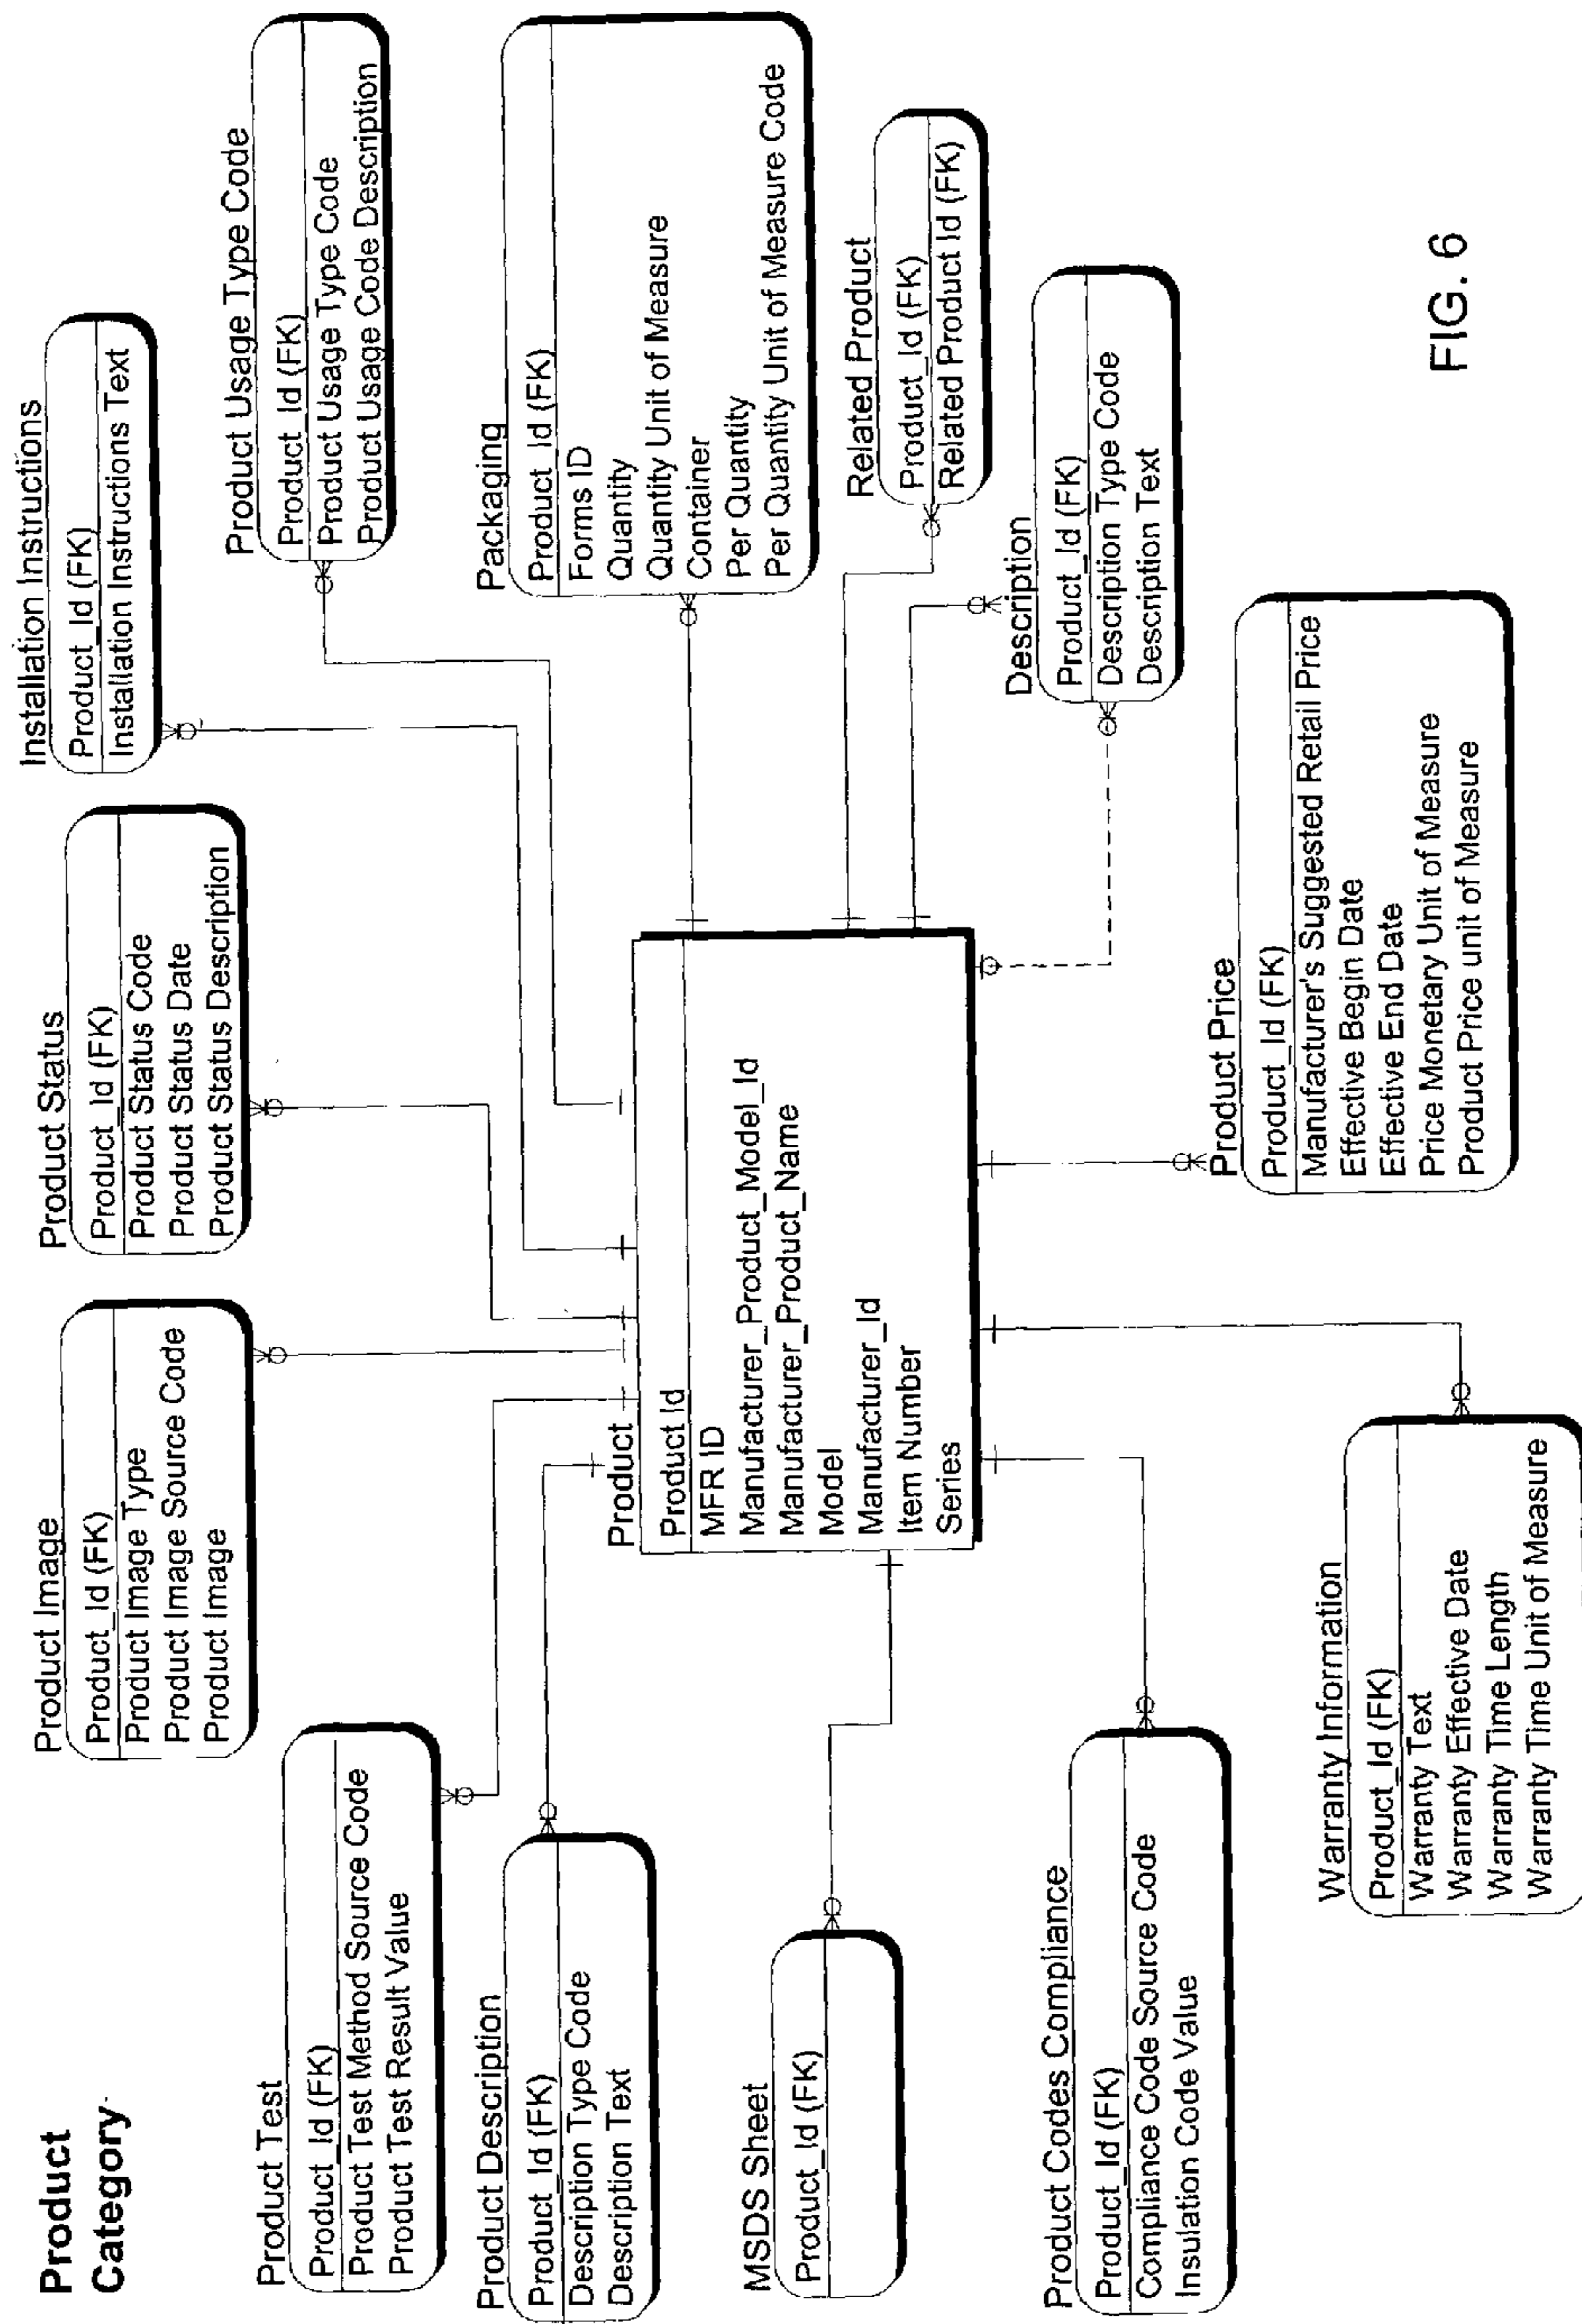 Product
Category
Product Test
Product_Id (FK)
Product Test Method Source Code
Product Test Result Value
Product Image
Product_Id (FK)
Product Image Type
Product Image Source Code
Product Image
Product Status
Product_Id (FK)
Product Status Code
Product Status Date
Product Status Description
Installation Instructions
Product_Id (FK)
Installation Instructions Text
Product Usage Type Code
Product_Id (FK)
Product Usage Type Code
Product Usage Code Description
Product Description
Product_Id (FK)
Description Type Code
Description Text
Packaging
Product_Id (FK)
Forms ID
Quantity
Quantity Unit of Measure
Container
Per Quantity
Per Quantity Unit of Measure Code
Product
Product Id
MFR ID
Manufacturer_Product_Model_Id
Manufacturer_Product_Name
Model
Manufacturer_Id
Item Number
Series
MSDS Sheet
Product_Id (FK)
Related Product
Product_Id (FK)
Related Product Id (FK)
Description
Product_Id (FK)
Description Type Code
Description Text
Product Codes Compliance
Product_Id (FK)
Compliance Code Source Code
Insulation Code Value
Product Price
Product_Id (FK)
Manufacturer's Suggested Retail Price
Effective Begin Date
Effective End Date
Price Monetary Unit of Measure
Product Price unit of Measure
Warranty Information
Product_Id (FK)
Warranty Text
Warranty Effective Date
Warranty Time Length
Warranty Time Unit of Measure
FIG. 6